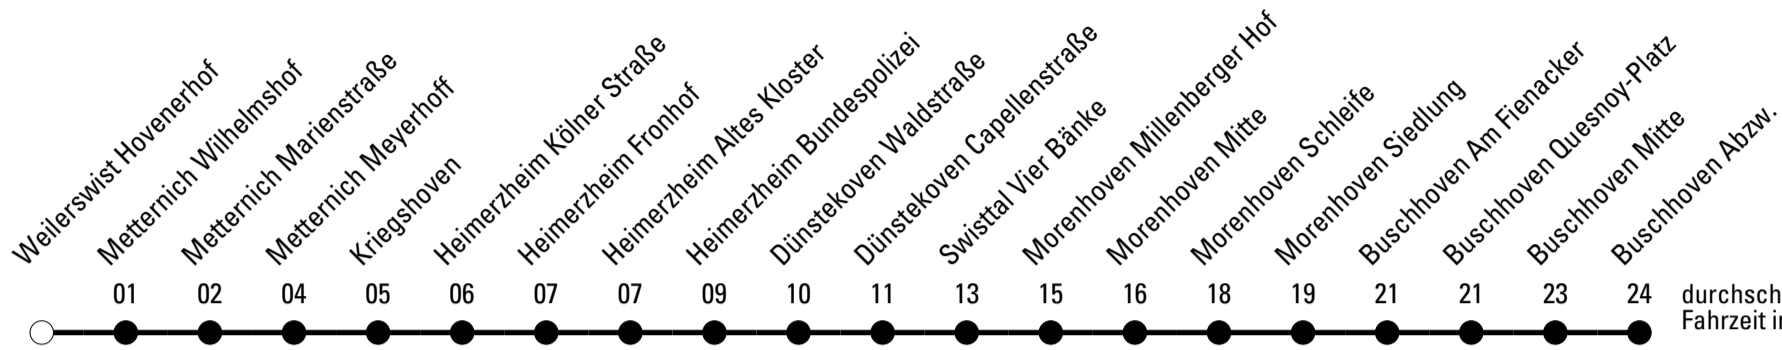 Weilerswist Hovenerhof
Metternich Wilhelmshof
Metternich Marienstraße
Metternich Meyerhoff
Kriegshoven
Heimerzheim Kölner Straße
Heimerzheim Fronhof
Heimerzheim Altes Kloster
Heimerzheim Bundespolizei
Dünstekoven Waldstraße
Dünstekoven Capellenstraße
Swisttal Vier Bänke
Morenhoven Millenberger Hof
Morenhoven Mitte
Morenhoven Schleife
Morenhoven Siedlung
Buschhoven Am Fienacker
Buschhoven Quesnoy-Platz
Buschhoven Mitte
Buschhoven Abzw.
01 02 04 05 06 07 07 09 10 11 13 15 16 18 19 21 21 23 24
durchsch
Fahrzeit i